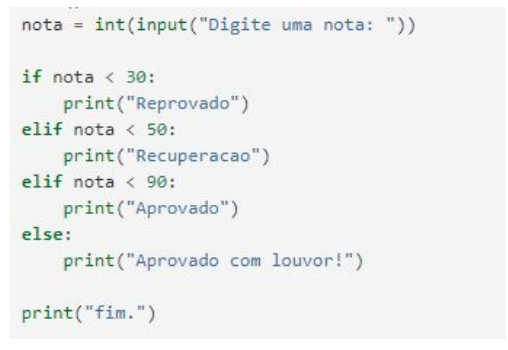 nota = int(input("Digite uma nota: "))
if nota < 30:
    print("Reprovado")
elif nota < 50:
    print("Recuperacao")
elif nota < 90:
    print("Aprovado")
else:
    print("Aprovado com louvor!")
print("fim.")